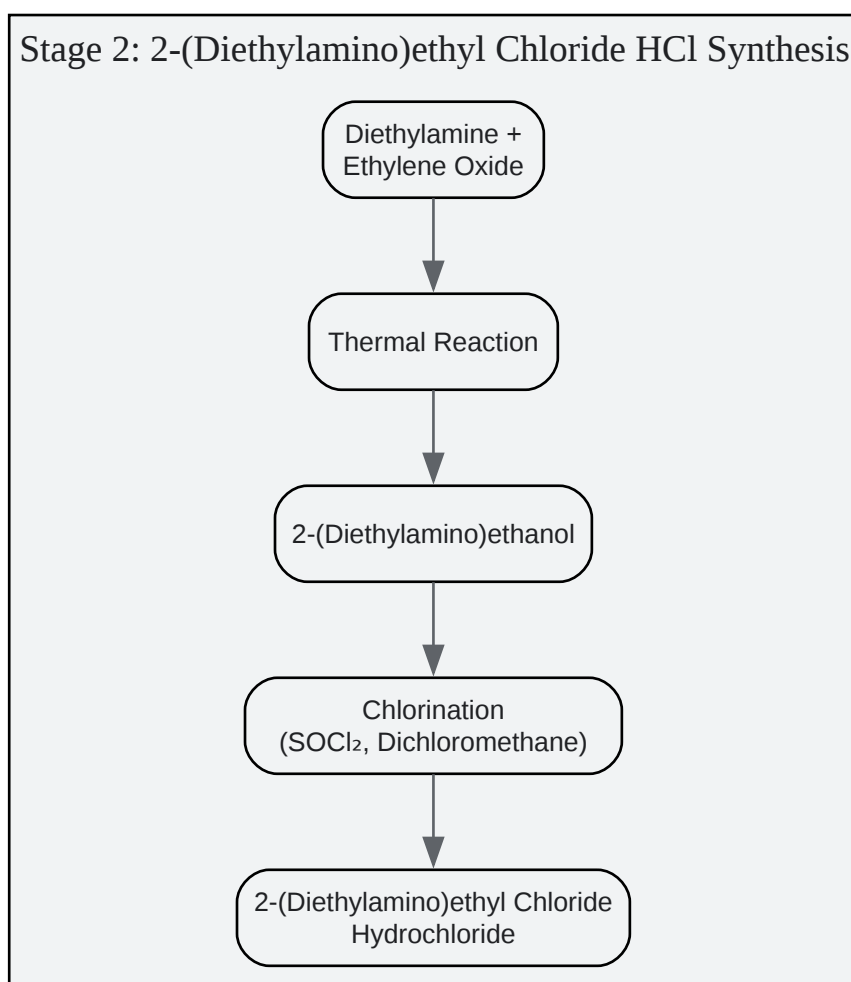 Stage 2: 2-(Diethylamino)ethyl Chloride HCl Synthesis
Diethylamine +
Ethylene Oxide
Thermal Reaction
2-(Diethylamino)ethanol
Chlorination
(SOCl₂, Dichloromethane)
2-(Diethylamino)ethyl Chloride
Hydrochloride